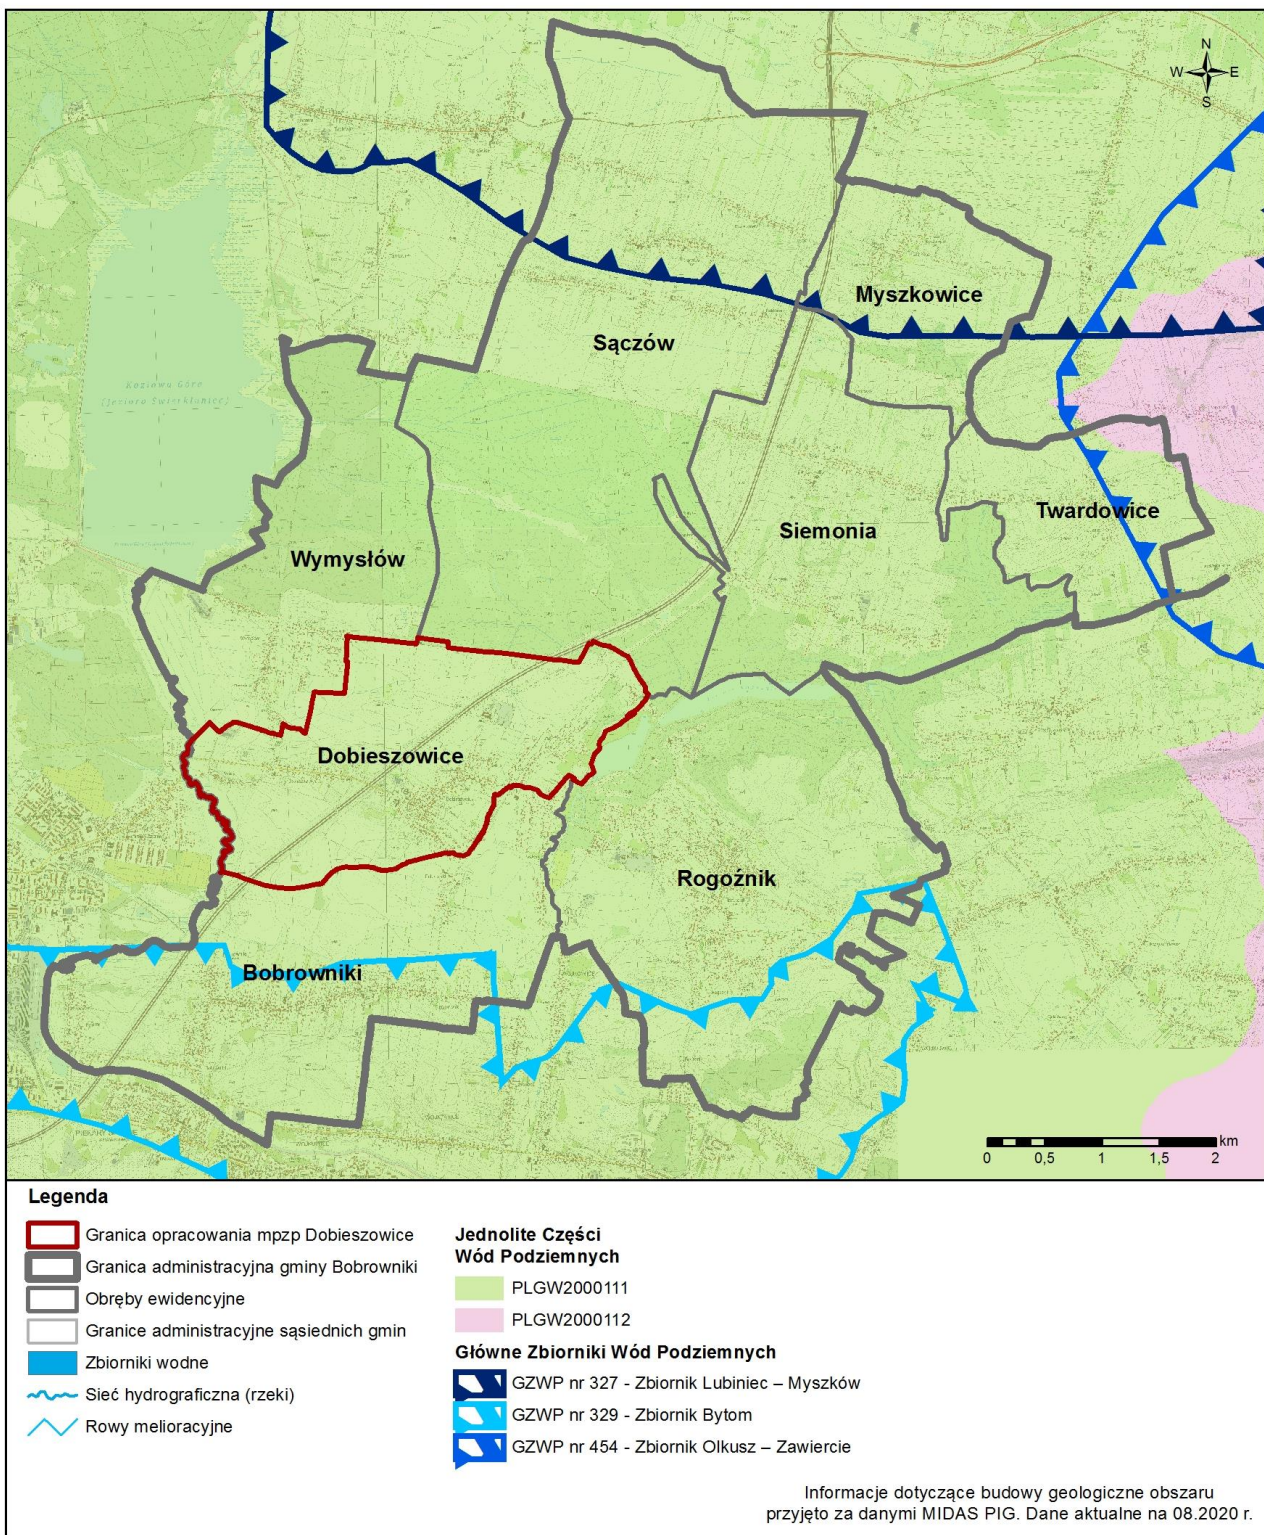 N
W E
S
Myszkowice
Sączów
Kozłowa Góra
(Jezioro Świerklaniec)
Twardowice
Siemonia
Wymysłów
Dobieszowice
Rogoźnik
Bobrowniki
km
0 0,5 1 1,5 2
Legenda
Granica opracowania mpzp Dobieszowice
Granica administracyjna gminy Bobrowniki
Obręby ewidencyjne
Granice administracyjne sąsiednich gmin
Zbiorniki wodne
Sieć hydrograficzna (rzeki)
Rowy melioracyjne
Jednolite Części
Wód Podziemnych
PLGW2000111
PLGW2000112
Główne Zbiorniki Wód Podziemnych
GZWP nr 327 - Zbiornik Lubiniec – Myszków
GZWP nr 329 - Zbiornik Bytom
GZWP nr 454 - Zbiornik Olkusz – Zawiercie
Informacje dotyczące budowy geologiczne obszaru
przyjęto za danymi MIDAS PIG. Dane aktualne na 08.2020 r.